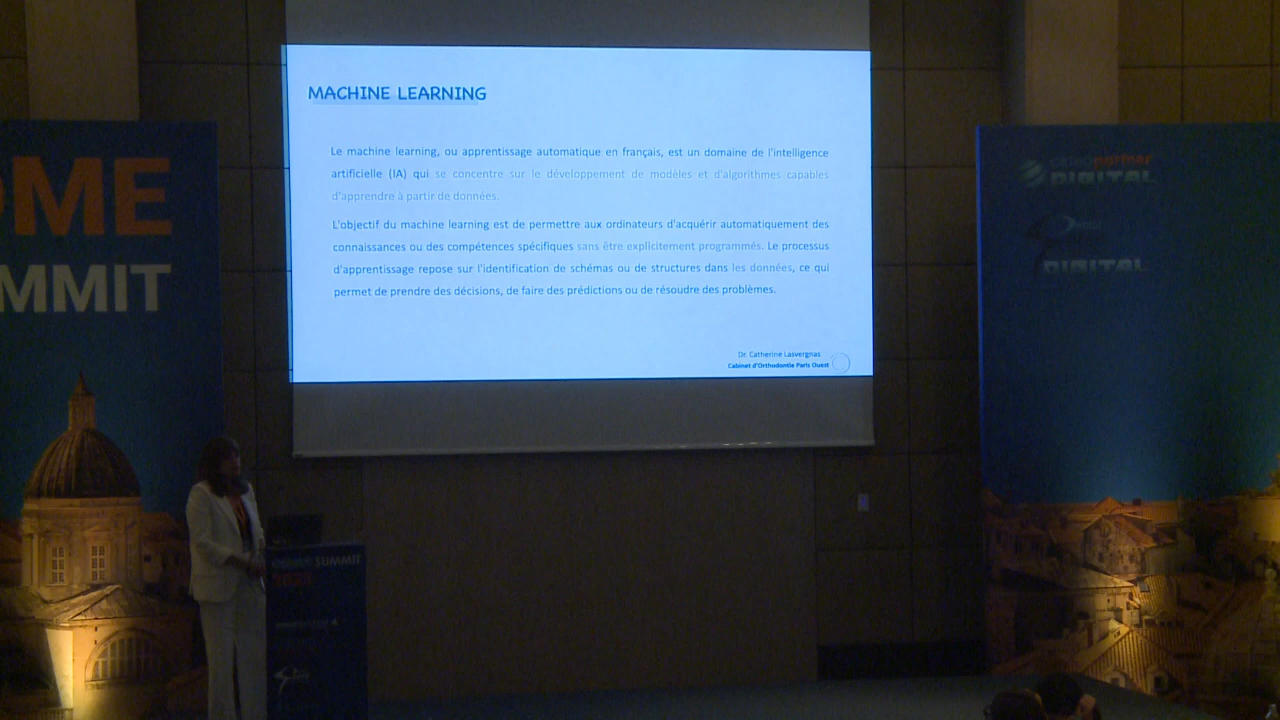 MACHINE LEARNING
Le machine learning, ou apprentissage automatique en français, est un domaine de l'intelligence
artificielle (IA) qui se concentre sur le développement de modèles et d'algorithmes capables
d'apprendre à partir de données.
L'objectif du machine learning est de permettre aux ordinateurs d'acquérir automatiquement des
connaissances ou des compétences spécifiques sans être explicitement programmés. Le processus
d'apprentissage repose sur l'identification de schémas ou de structures dans les données, ce qui
permet de prendre des décisions, de faire des prédictions ou de résoudre des problèmes.
Dr. Catherine Lasvergnas
Cabinet d'Orthodontie Paris Ouest
OME
MMIT
partner
DIGITAL
DIGITAL
SUMMIT